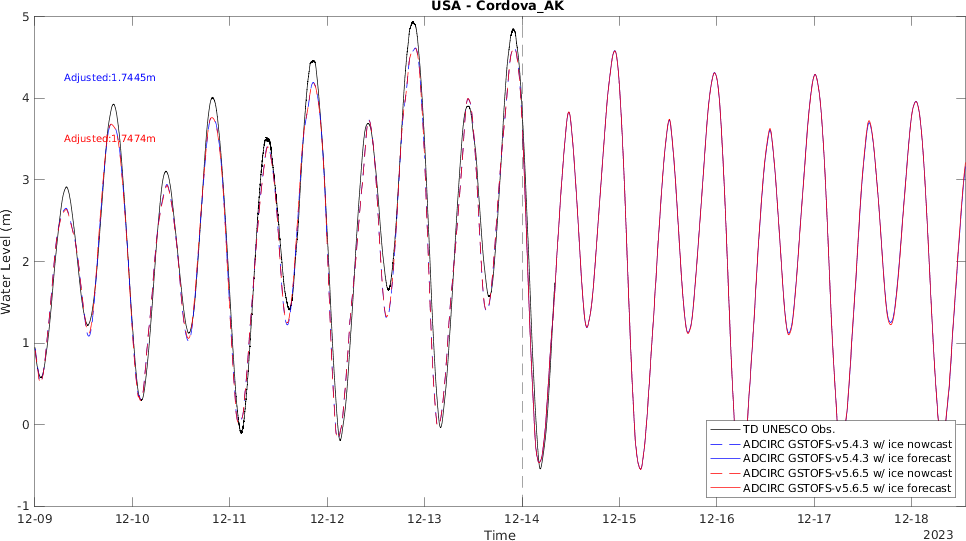 USA - Cordova_AK
5
4
3
2
1
0
-1
Water Level (m)
Adjusted:1.7445m
Adjusted:1.7474m
TD UNESCO Obs.
ADCIRC GSTOFS-v5.4.3 w/ ice nowcast
ADCIRC GSTOFS-v5.4.3 w/ ice forecast
ADCIRC GSTOFS-v5.6.5 w/ ice nowcast
ADCIRC GSTOFS-v5.6.5 w/ ice forecast
12-09 12-10 12-11 12-12 12-13 12-14 12-15 12-16 12-17 12-18
Time
2023